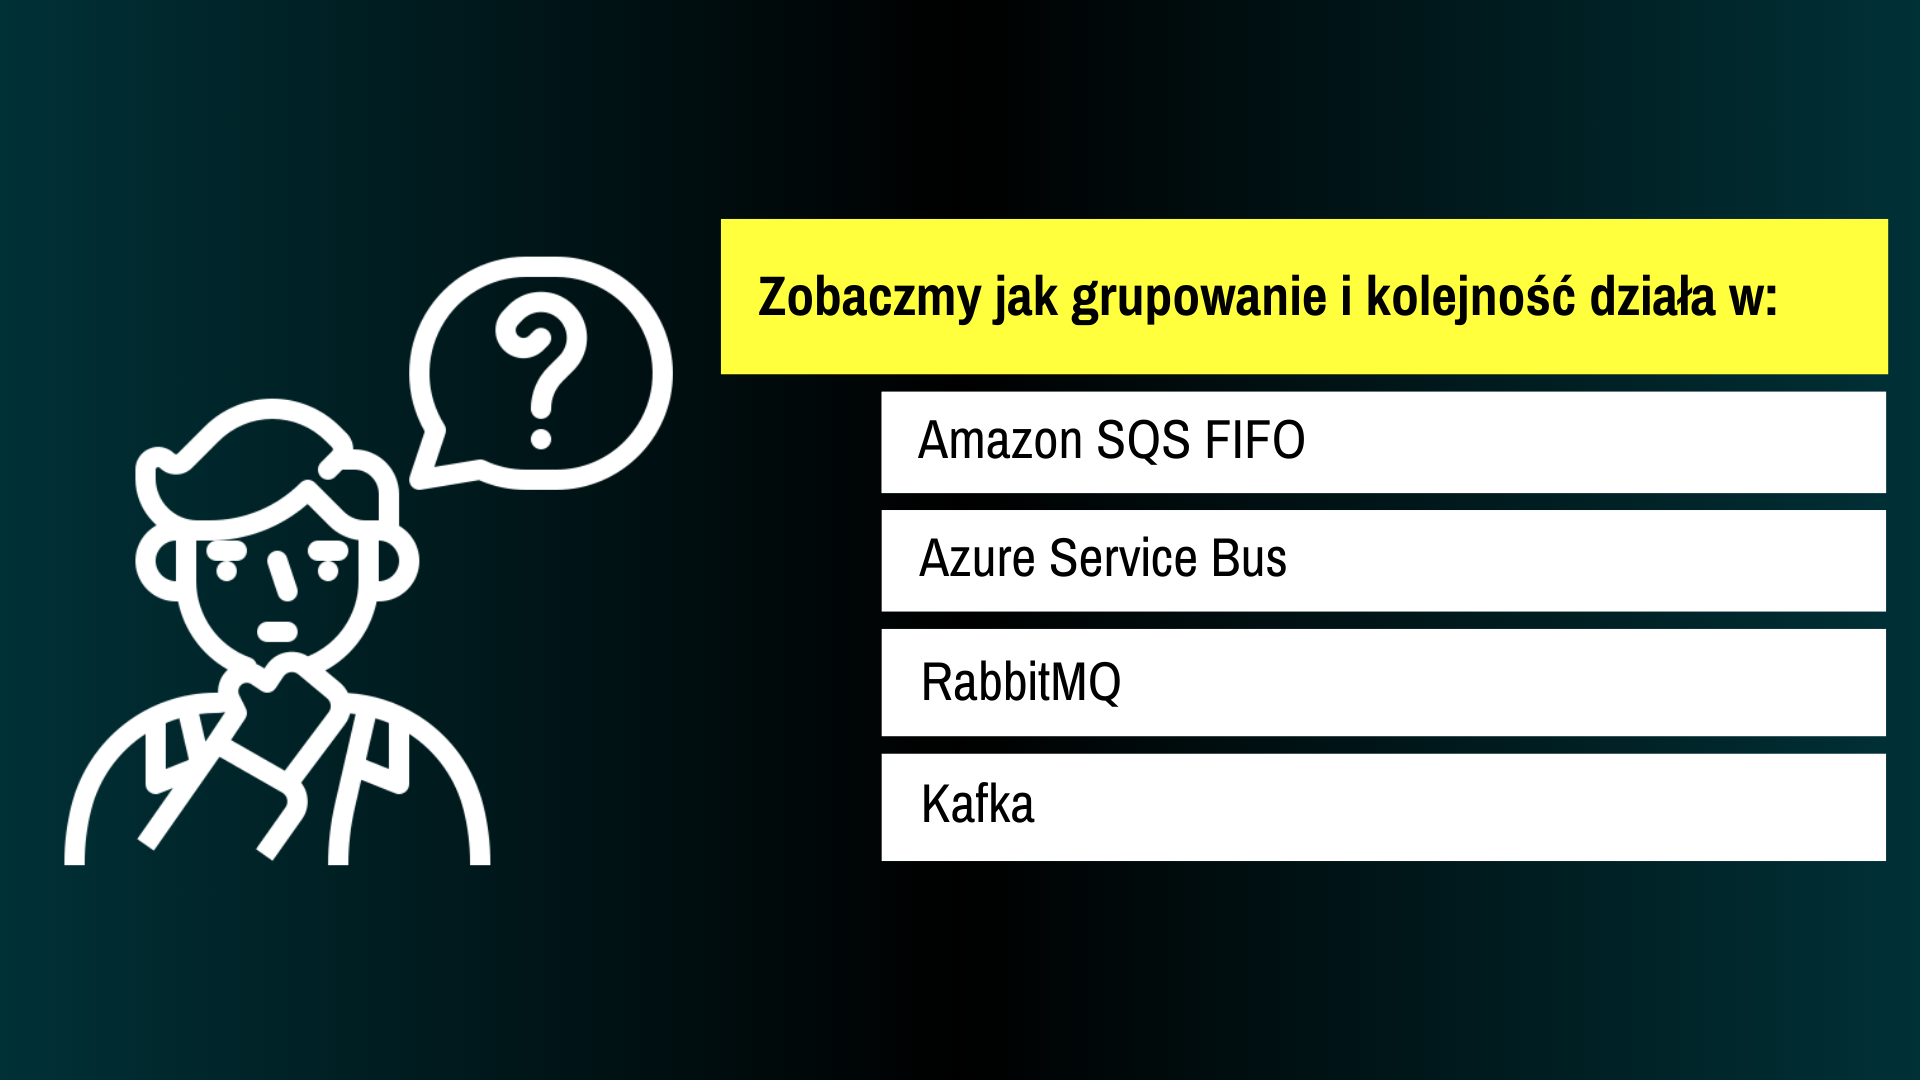 Zobaczmy jak grupowanie i kolejność działa w:
Amazon SQS FIFO
Azure Service Bus
RabbitMQ
Kafka